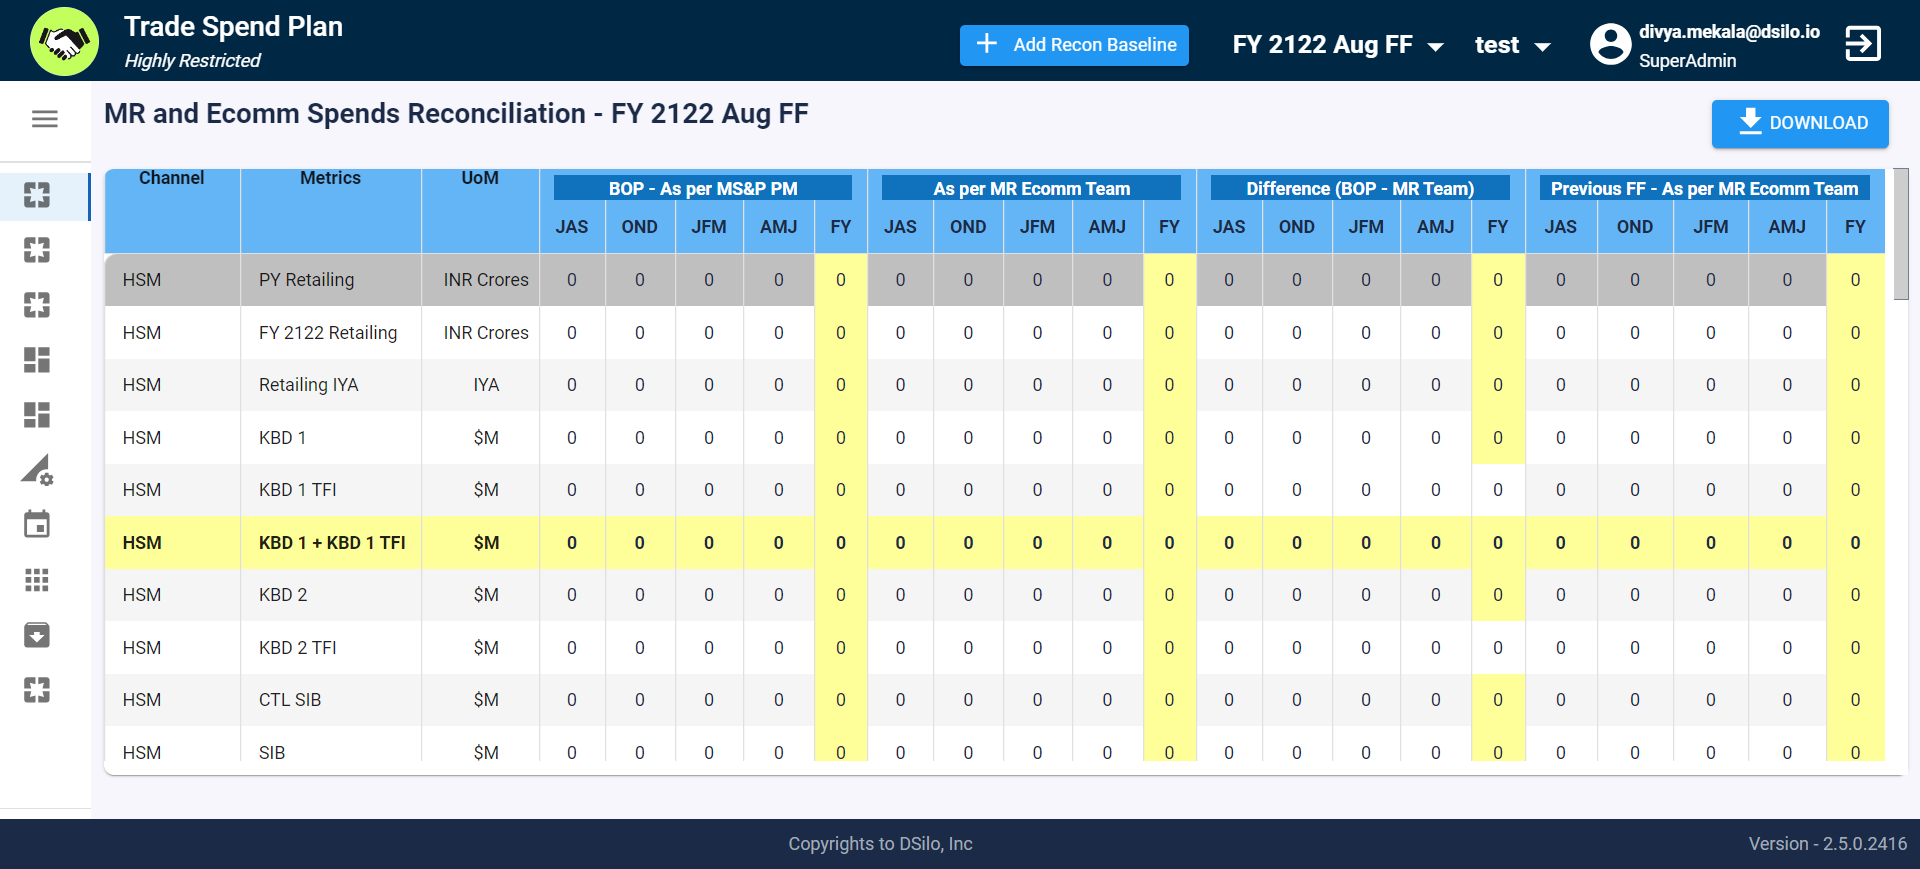 Trade Spend Plan
Highly Restricted
Add Recon Baseline
FY 2122 Aug FF
test
divya.mekala@dsilo.io
SuperAdmin
MR and Ecomm Spends Reconciliation - FY 2122 Aug FF
DOWNLOAD
Channel Metrics UoM BOP - As per MS&P PM As per MR Ecomm Team Difference (BOP - MR Team) Previous FF - As per MR Ecomm Team
JAS OND JFM AMJ FY JAS OND JFM AMJ FY JAS OND JFM AMJ FY JAS OND JFM AMJ FY
HSM PY Retailing INR Crores 0 0 0 0 0 0 0 0 0 0 0 0 0 0 0 0 0 0 0 0
HSM FY 2122 Retailing INR Crores 0 0 0 0 0 0 0 0 0 0 0 0 0 0 0 0 0 0 0 0
HSM Retailing IYA IYA 0 0 0 0 0 0 0 0 0 0 0 0 0 0 0 0 0 0 0 0
HSM KBD 1 $M 0 0 0 0 0 0 0 0 0 0 0 0 0 0 0 0 0 0 0 0
HSM KBD 1 TFI $M 0 0 0 0 0 0 0 0 0 0 0 0 0 0 0 0 0 0 0 0
HSM KBD 1 + KBD 1 TFI $M 0 0 0 0 0 0 0 0 0 0 0 0 0 0 0 0 0 0 0 0
HSM KBD 2 $M 0 0 0 0 0 0 0 0 0 0 0 0 0 0 0 0 0 0 0 0
HSM KBD 2 TFI $M 0 0 0 0 0 0 0 0 0 0 0 0 0 0 0 0 0 0 0 0
HSM CTL SIB $M 0 0 0 0 0 0 0 0 0 0 0 0 0 0 0 0 0 0 0 0
HSM SIB $M 0 0 0 0 0 0 0 0 0 0 0 0 0 0 0 0 0 0 0 0
Copyrights to DSilo, Inc
Version - 2.5.0.2416